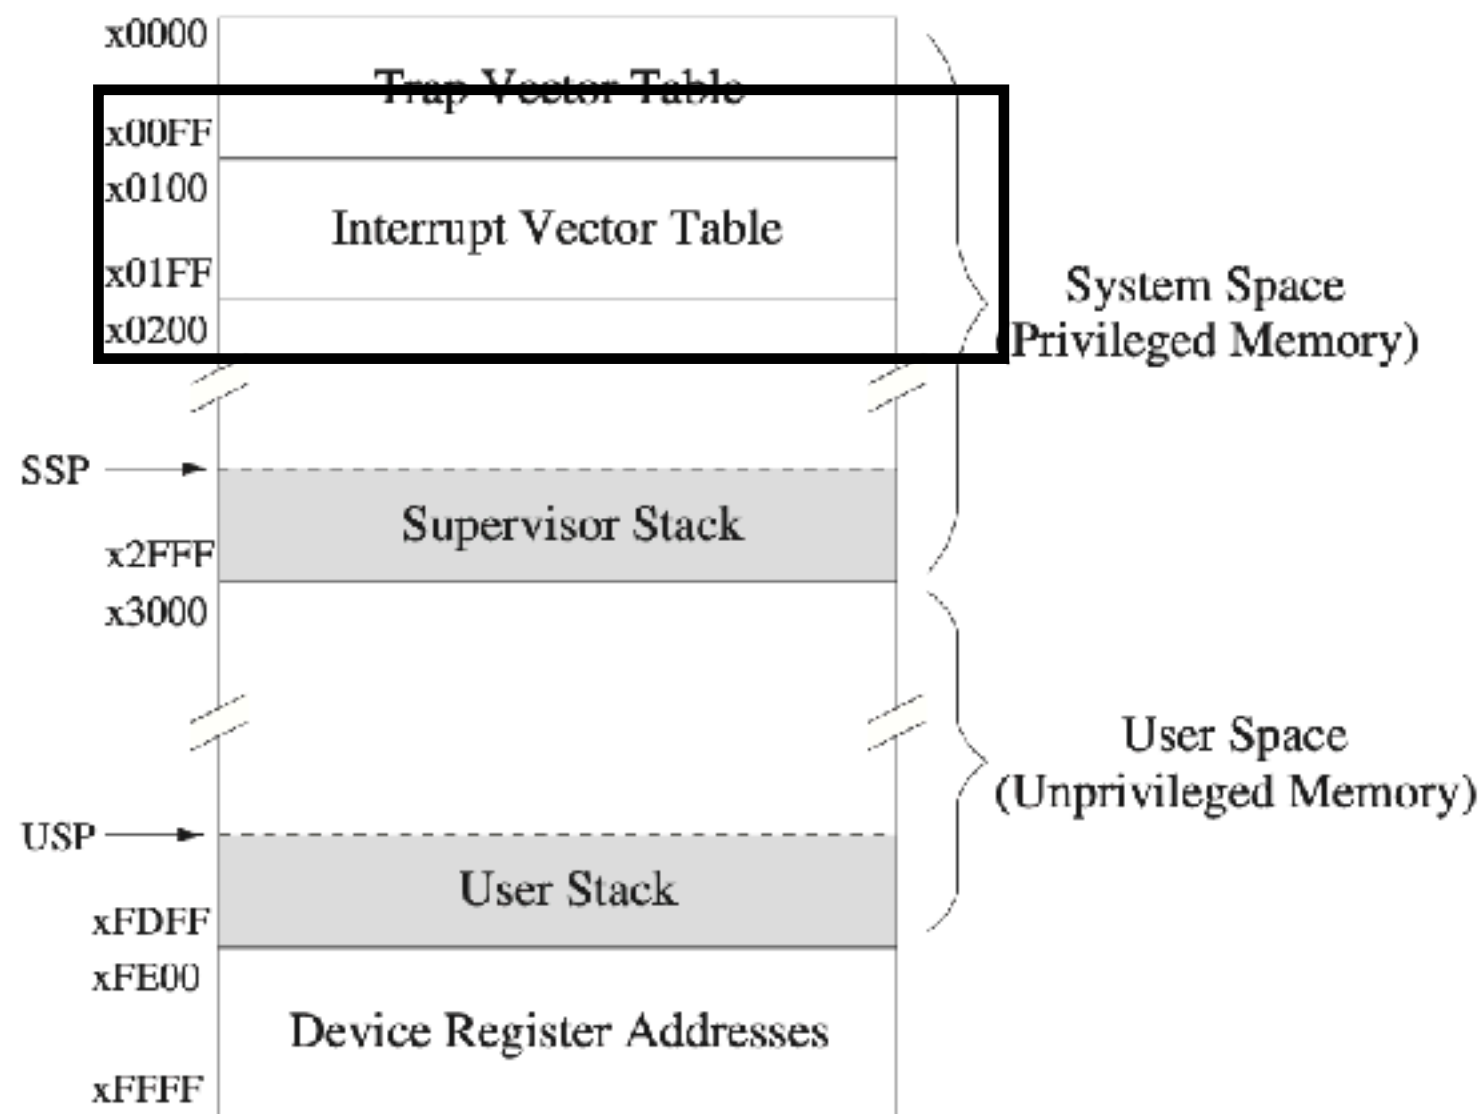 x0000
Trap Vector Table
x00FF
x0100
Interrupt Vector Table
x01FF
x0200
System Space
(Privileged Memory)
SSP
Supervisor Stack
x2FFF
x3000
User Space
(Unprivileged Memory)
USP
User Stack
xFDFF
xFE00
Device Register Addresses
xFFFF